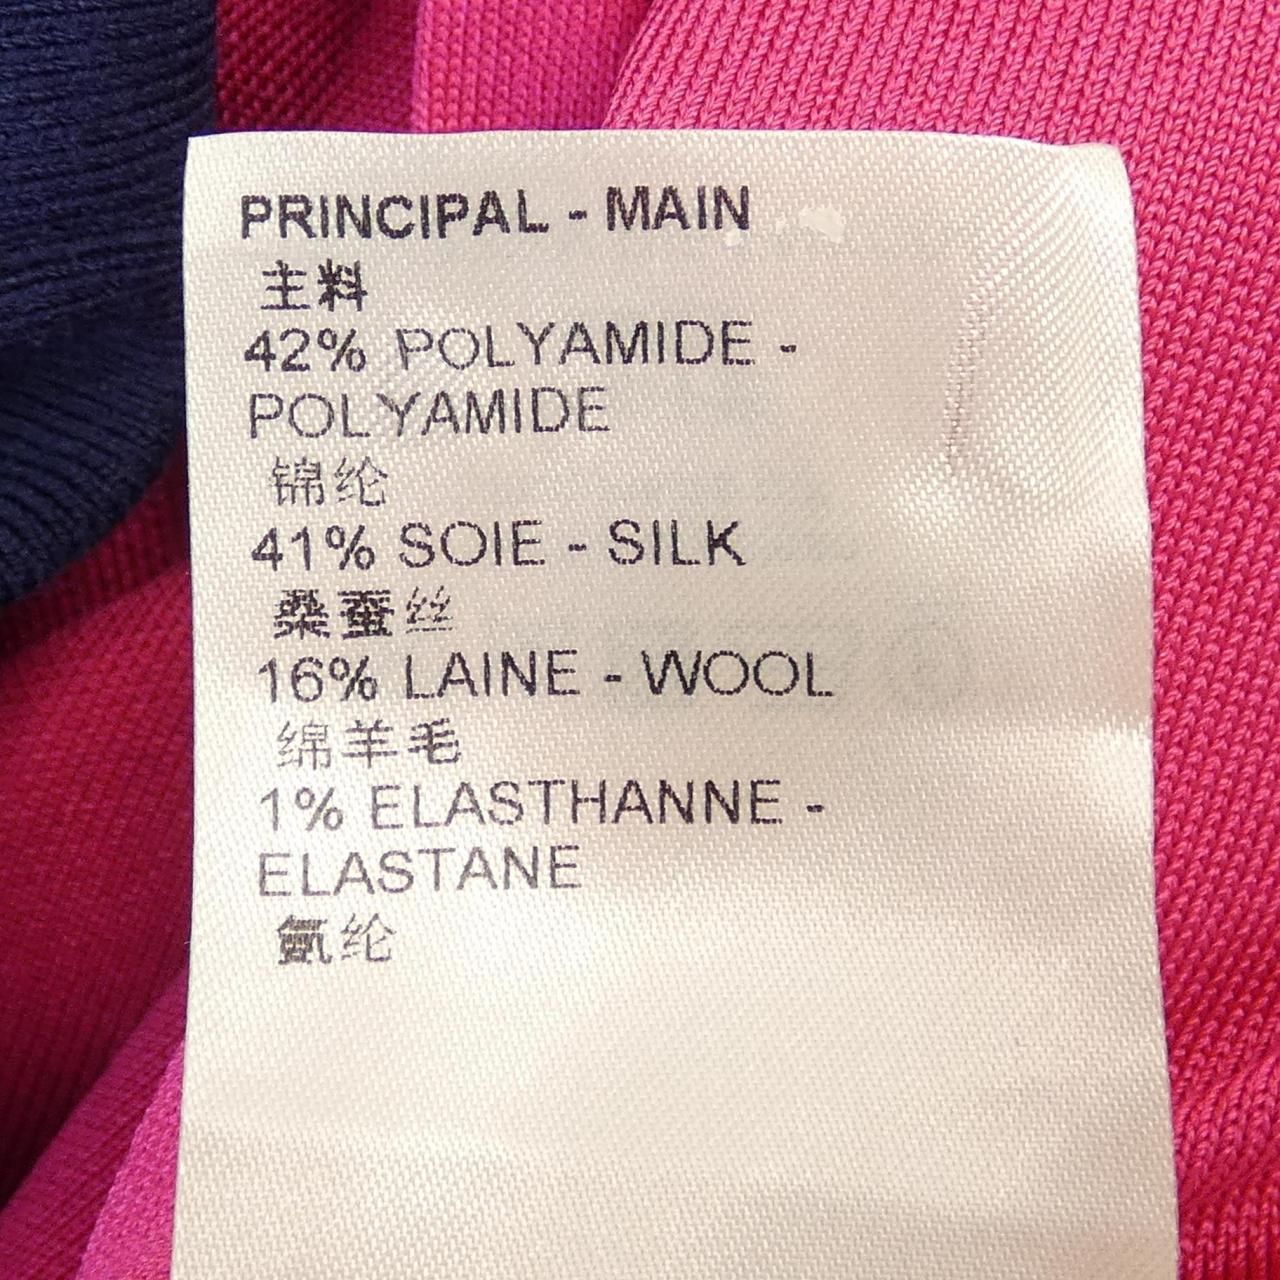 PRINCIPAL - MAIN
主料
42% POLYAMIDE -
POLYAMIDE
锦纶
41% SOIE - SILK
桑蚕丝
16% LAINE - WOOL
绵羊毛
1% ELASTHANNE -
ELASTANE
氨纶